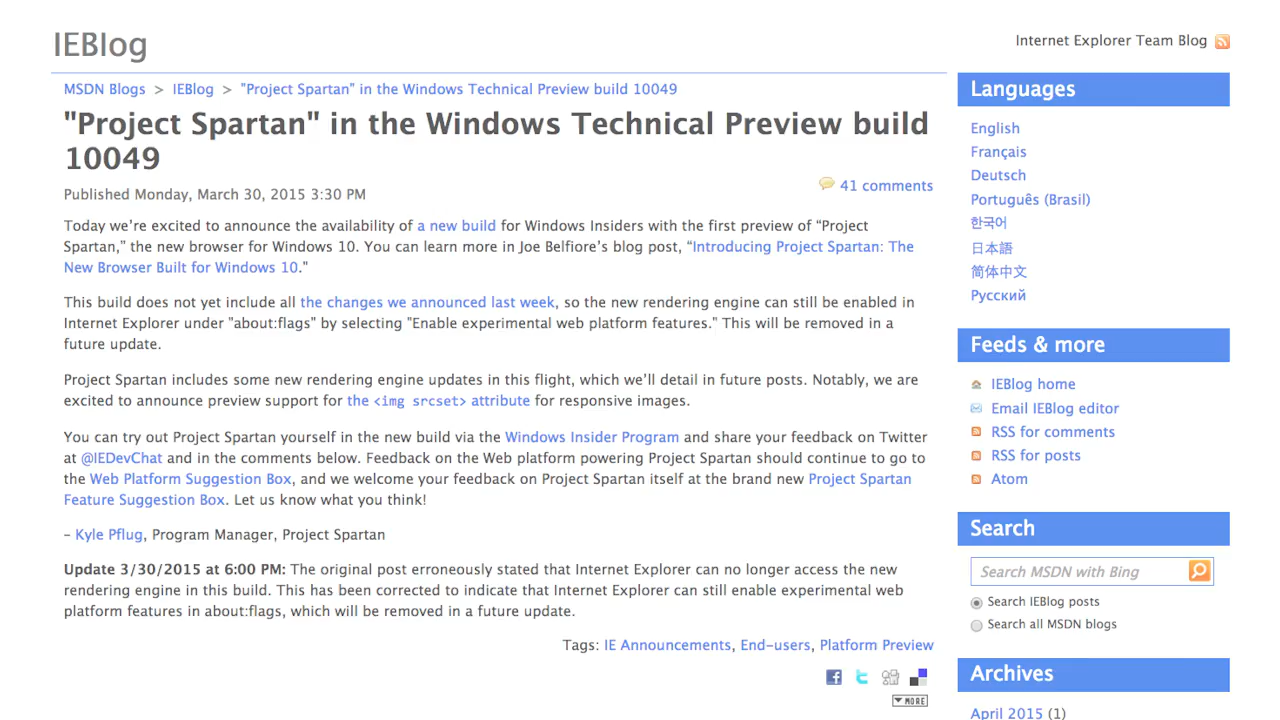 IEBlog
Internet Explorer Team Blog
MSDN Blogs > IEBlog > "Project Spartan" in the Windows Technical Preview build 10049
"Project Spartan" in the Windows Technical Preview build
10049
Published Monday, March 30, 2015 3:30 PM
41 comments
Today we’re excited to announce the availability of a new build for Windows Insiders with the first preview of “Project
Spartan,” the new browser for Windows 10. You can learn more in Joe Belfiore’s blog post, “Introducing Project Spartan: The
New Browser Built for Windows 10."
This build does not yet include all the changes we announced last week, so the new rendering engine can still be enabled in
Internet Explorer under "about:flags" by selecting "Enable experimental web platform features." This will be removed in a
future update.
Project Spartan includes some new rendering engine updates in this flight, which we’ll detail in future posts. Notably, we are
excited to announce preview support for the <img srcset> attribute for responsive images.
You can try out Project Spartan yourself in the new build via the Windows Insider Program and share your feedback on Twitter
at @IEDevChat and in the comments below. Feedback on the Web platform powering Project Spartan should continue to go to
the Web Platform Suggestion Box, and we welcome your feedback on Project Spartan itself at the brand new Project Spartan
Feature Suggestion Box. Let us know what you think!
– Kyle Pflug, Program Manager, Project Spartan
Update 3/30/2015 at 6:00 PM: The original post erroneously stated that Internet Explorer can no longer access the new
rendering engine in this build. This has been corrected to indicate that Internet Explorer can still enable experimental web
platform features in about:flags, which will be removed in a future update.
Tags: IE Announcements, End-users, Platform Preview
MORE
Languages
English
Français
Deutsch
Português (Brasil)
한국어
日本語
简体中文
Русский
Feeds & more
IEBlog home
Email IEBlog editor
RSS for comments
RSS for posts
Atom
Search
Search MSDN with Bing
Search IEBlog posts
Search all MSDN blogs
Archives
April 2015 (1)